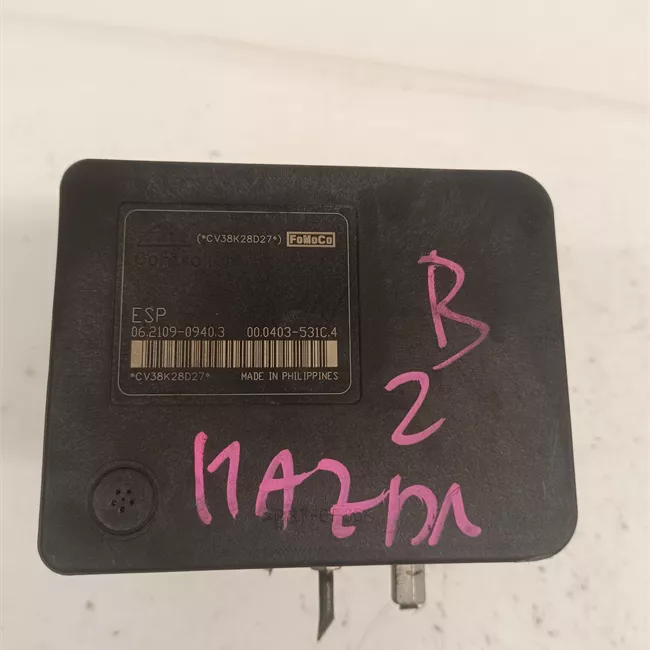 (*CV38K28D27*) FoMoCo
ESP
06.2109-0940.3 00.0403-531C.4
*CV38K28D27* MADE IN PHILIPPINES
B
2
MAZDA